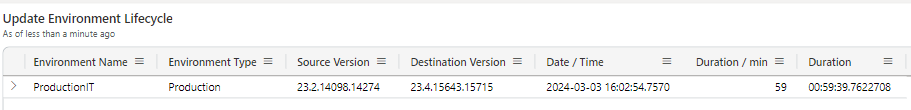 Update Environment Lifecycle
As of less than a minute ago
Environment Name Environment Type Source Version Destination Version Date / Time Duration / min Duration
ProductionIT Production 23.2.14098.14274 23.4.15643.15715 2024-03-03 16:02:54.7570 59 00:59:39.7622708